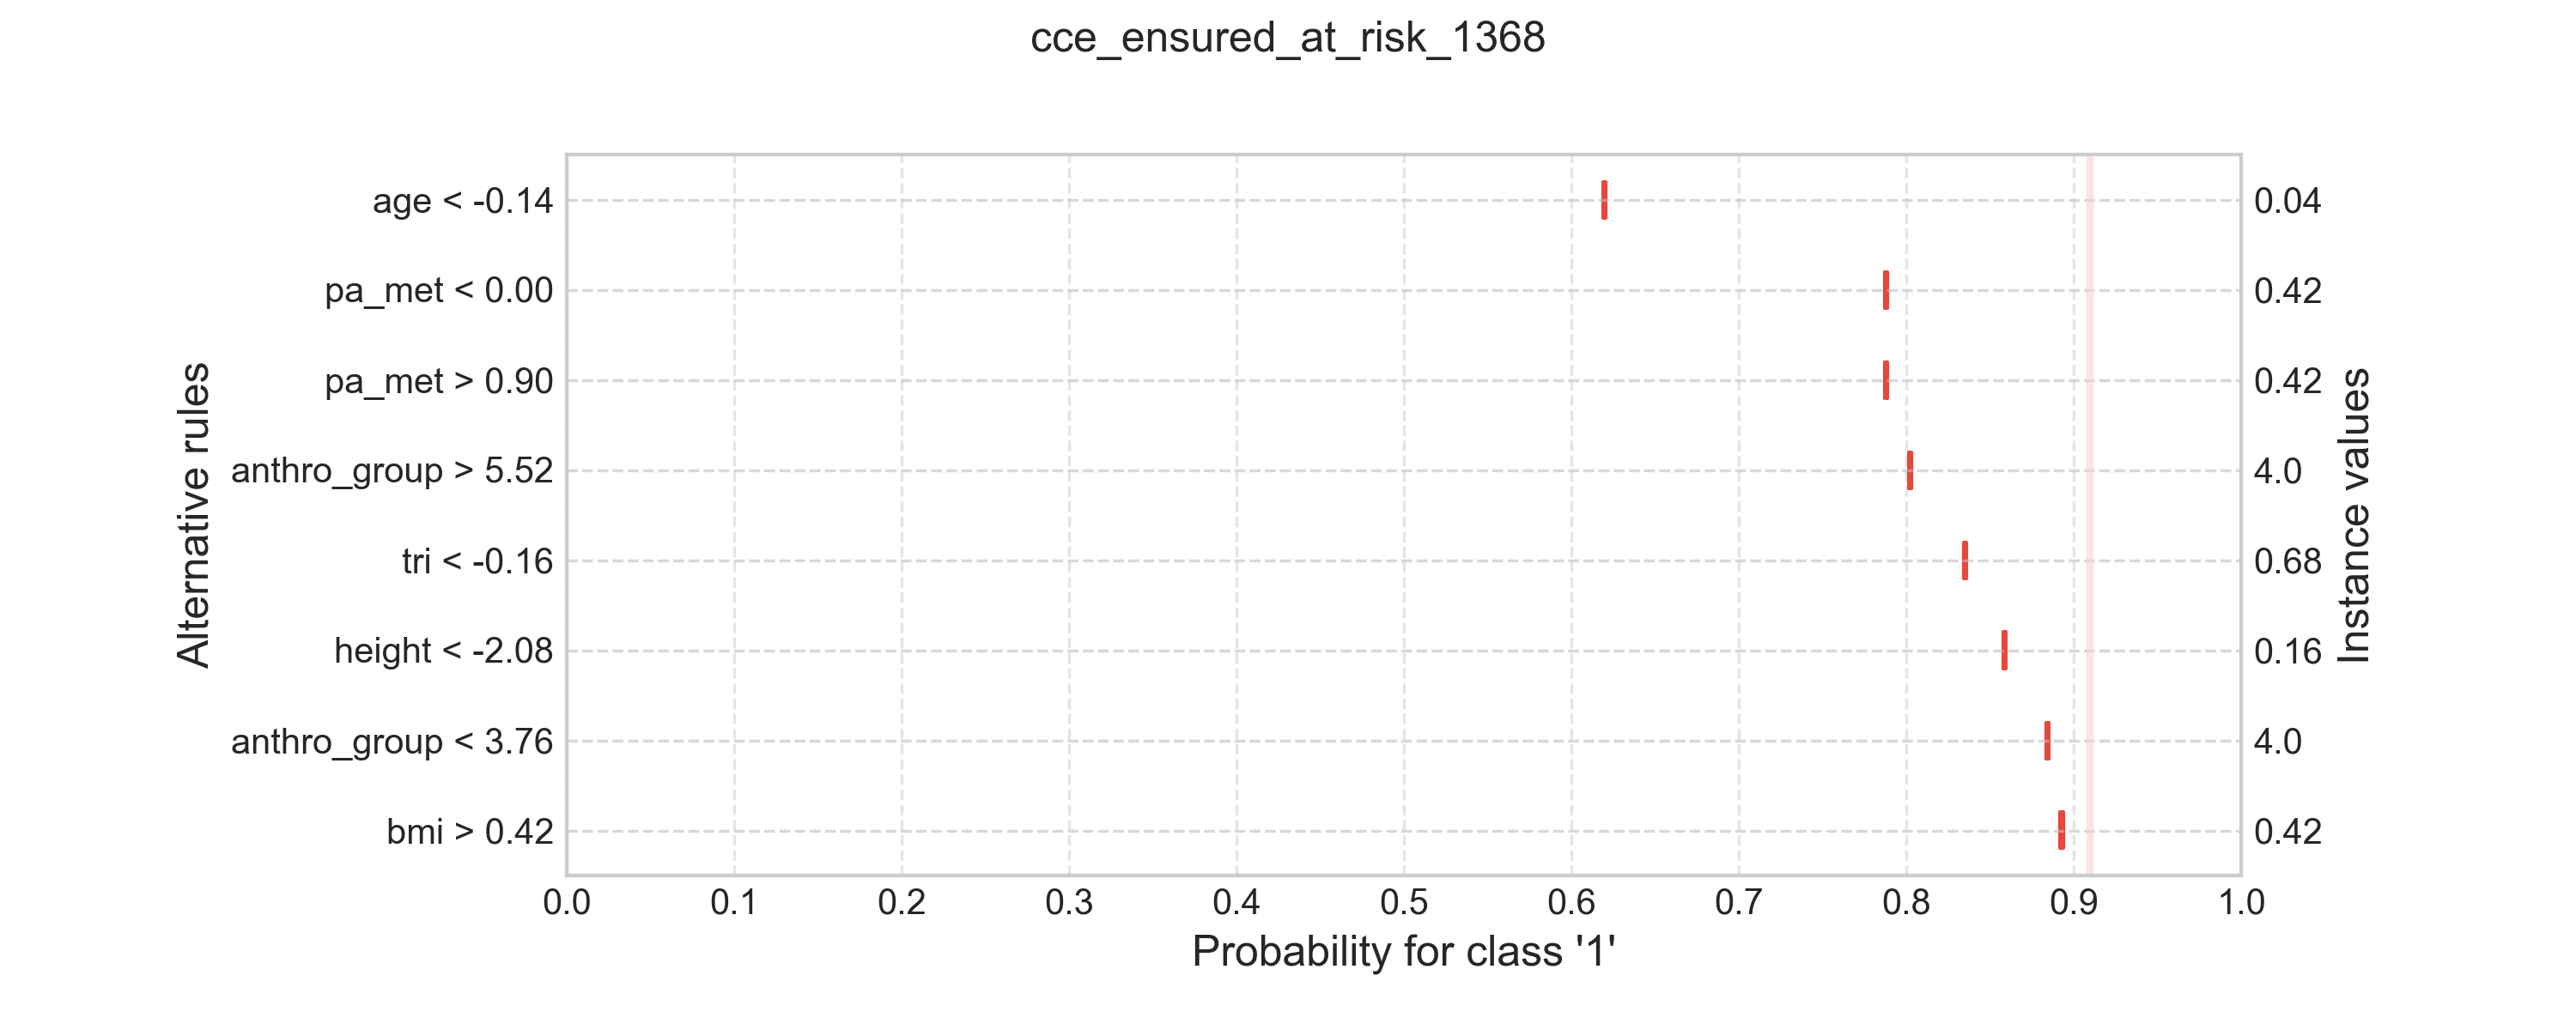 cce_ensured_at_risk_1368
Alternative rules
age < -0.14
0.04
pa_met < 0.00
0.42
pa_met > 0.90
0.42
anthro_group > 5.52
4.0
tri < -0.16
0.68
height < -2.08
0.16
anthro_group < 3.76
4.0
bmi > 0.42
0.42
Instance values
0.0 0.1 0.2 0.3 0.4 0.5 0.6 0.7 0.8 0.9 1.0
Probability for class '1'